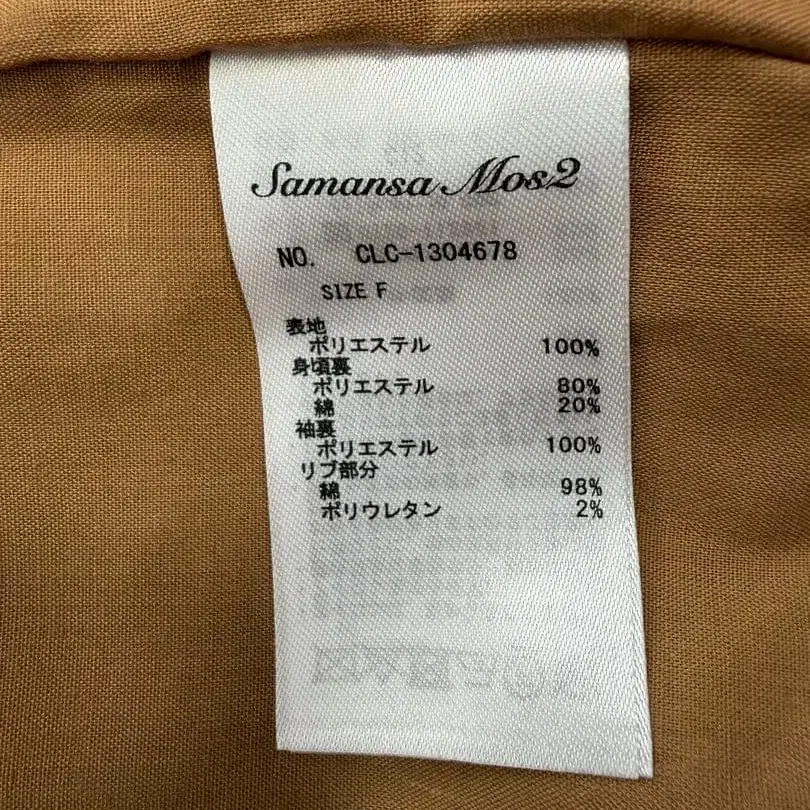 Samansa Mos2
NO. CLC-1304678
SIZE F
表地
ポリエステル 100%
身頃裏
ポリエステル 80%
綿 20%
袖裏
ポリエステル 100%
リブ部分
綿 98%
ポリウレタン 2%